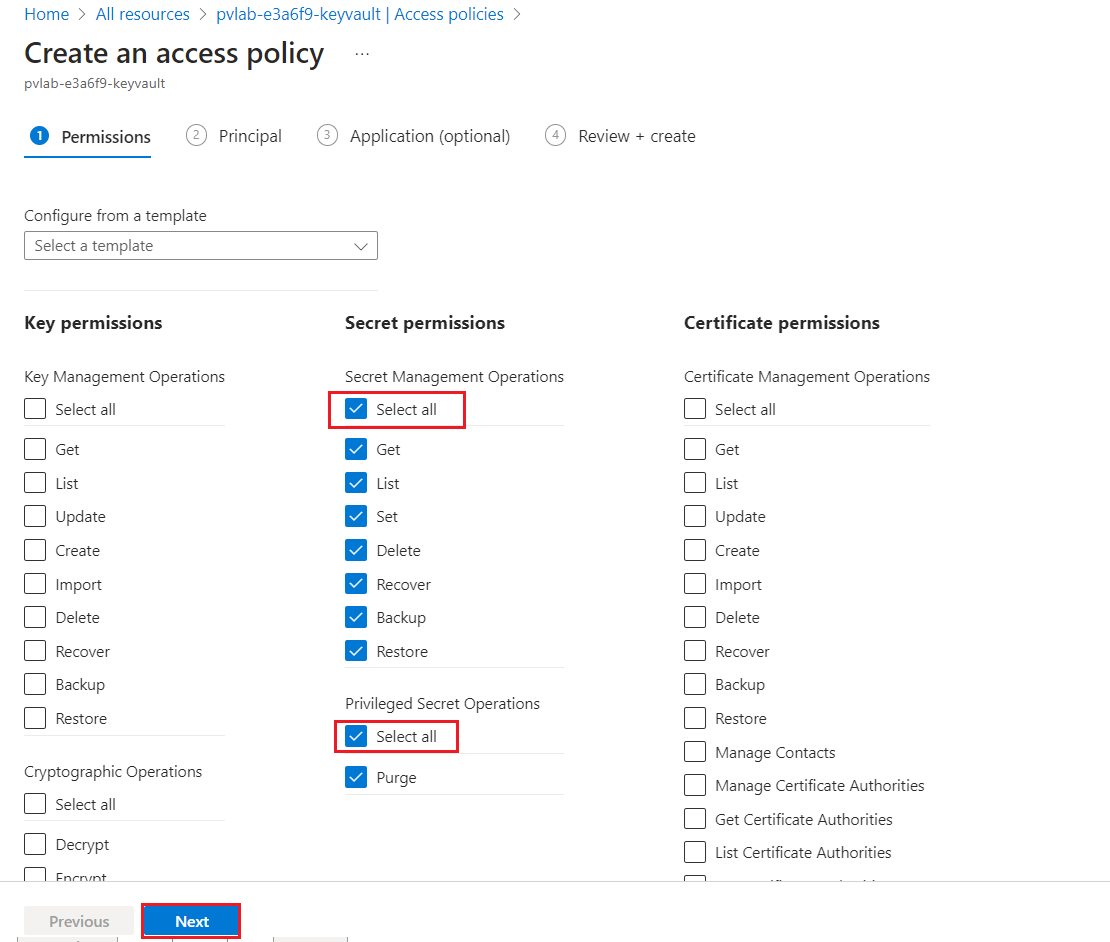 Home > All resources > pvlab-e3a6f9-keyvault | Access policies >
Create an access policy ...
pvlab-e3a6f9-keyvault
1 Permissions
2 Principal
3 Application (optional)
4 Review + create
Configure from a template
Select a template
Key permissions
Key Management Operations
Select all
Get
List
Update
Create
Import
Delete
Recover
Backup
Restore
Cryptographic Operations
Select all
Decrypt
Encrypt
Secret permissions
Secret Management Operations
Select all
Get
List
Set
Delete
Recover
Backup
Restore
Privileged Secret Operations
Select all
Purge
Certificate permissions
Certificate Management Operations
Select all
Get
List
Update
Create
Import
Delete
Recover
Backup
Restore
Manage Contacts
Manage Certificate Authorities
Get Certificate Authorities
List Certificate Authorities
Previous
Next